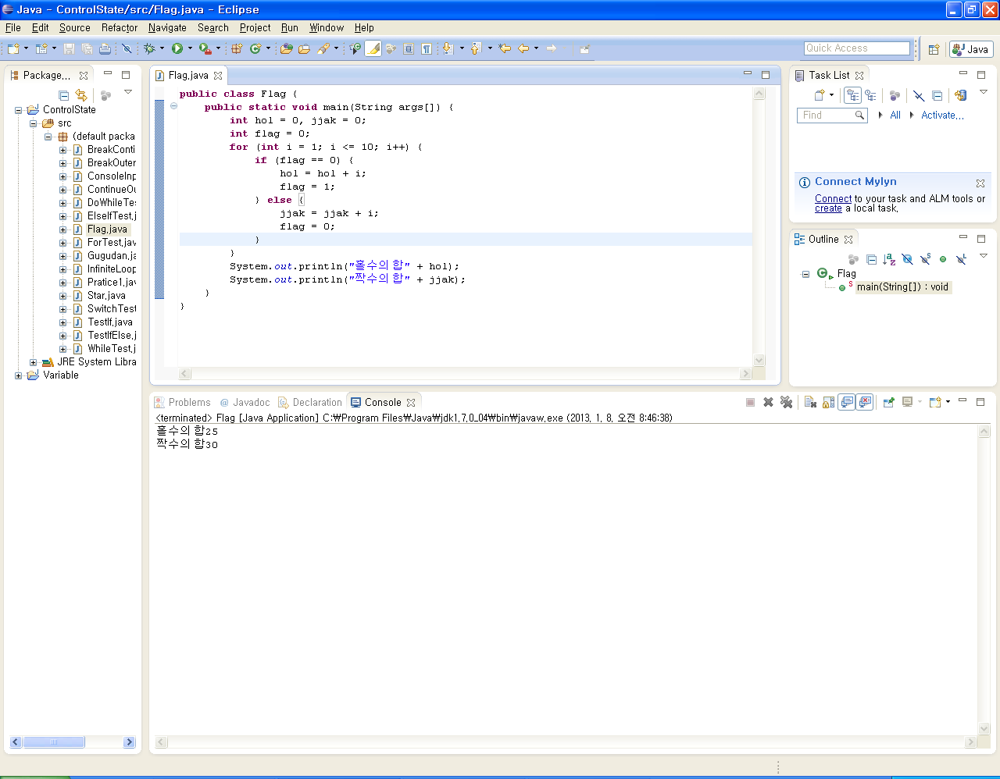 Java - ControlState/src/Flag.java - Eclipse
File Edit Source Refactor Navigate Search Project Run Window Help
Quick Access
Java
Package...
ControlState
src
(default packa
BreakConti
BreakOuter
ConsoleInp
ContinueOu
DoWhileTes
ElseIfTest.j
Flag.java
ForTest.jav
Gugudan.ja
InfiniteLoop
Pratice1.jav
Star.java
SwitchTest
TestIf.java
TestIfElse.j
WhileTest.j
JRE System Libra
Variable
Flag.java
public class Flag {
public static void main(String args[]) {
int hol = 0, jjak = 0;
int flag = 0;
for (int i = 1; i <= 10; i++) {
if (flag == 0) {
hol = hol + i;
flag = 1;
} else {
jjak = jjak + i;
flag = 0;
}
}
System.out.println("홀수의 합" + hol);
System.out.println("짝수의 합" + jjak);
}
}
Task List
Find
All
Activate...
Connect Mylyn
Connect to your task and ALM tools or
create a local task.
Outline
Flag
main(String[]) : void
Problems @ Javadoc Declaration Console
<terminated> Flag [Java Application] C:₩Program Files₩Java₩jdk1.7.0_04₩bin₩javaw.exe (2013. 1. 8. 오전 8:46:38)
홀수의 합25
짝수의 합30